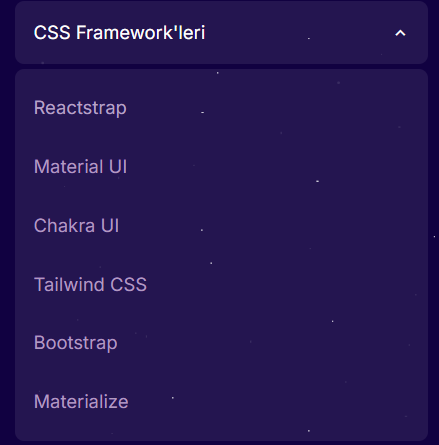 CSS Framework'leri
Reactstrap
Material UI
Chakra UI
Tailwind CSS
Bootstrap
Materialize